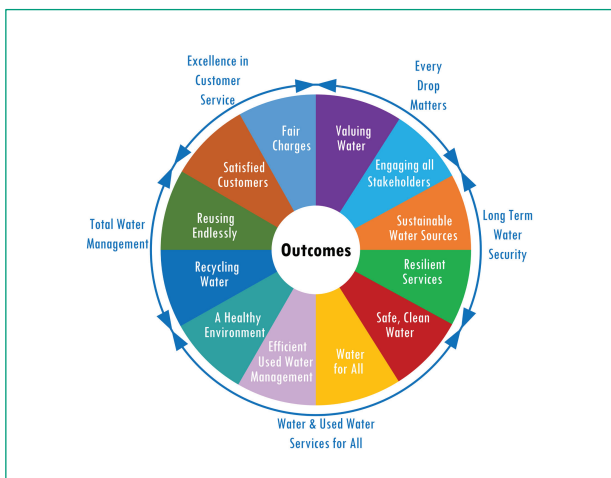 Excellence in
Customer
Service
Every
Drop
Matters
Fair
Charges
Valuing
Water
Satisfied
Customers
Engaging all
Stakeholders
Reusing
Endlessly
Sustainable
Water Sources
Total Water
Management
Outcomes
Long Term
Water
Security
Recycling
Water
Resilient
Services
A Healthy
Environment
Safe, Clean
Water
Efficient
Used Water
Management
Water
for All
Water & Used Water
Services for All